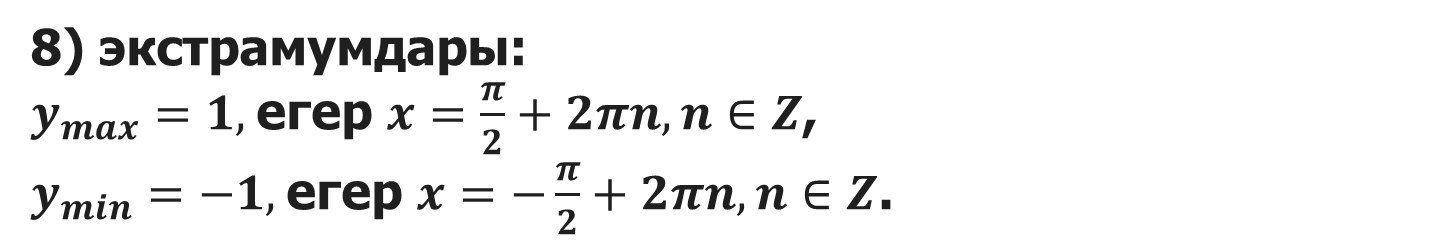 8) экстрамумдары:
y_max = 1, егер x = π/2 + 2πn, n ∈ Z,
y_min = −1, егер x = −π/2 + 2πn, n ∈ Z.